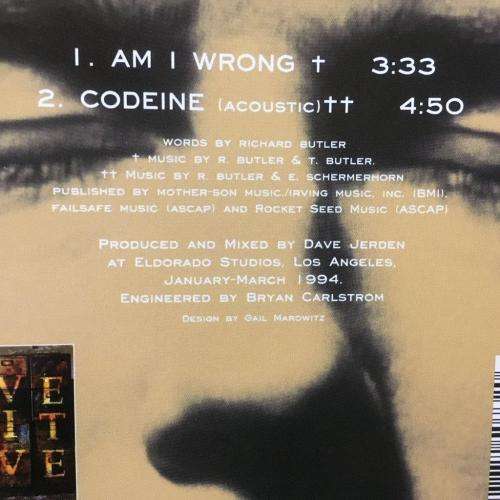 1. AM I WRONG † 3:33
2. CODEINE (ACOUSTIC)†† 4:50
WORDS BY RICHARD BUTLER
† MUSIC BY R. BUTLER & T. BUTLER.
†† MUSIC BY R. BUTLER & E. SCHERMERHORN
PUBLISHED BY MOTHER-SON MUSIC./IRVING MUSIC, INC. (BMI),
FAILSAFE MUSIC (ASCAP) AND ROCKET SEED MUSIC (ASCAP)
PRODUCED AND MIXED BY DAVE JERDEN
AT ELDORADO STUDIOS, LOS ANGELES,
JANUARY-MARCH 1994.
ENGINEERED BY BRYAN CARLSTROM
DESIGN BY GAIL MAROWITZ
V E
I T
V E